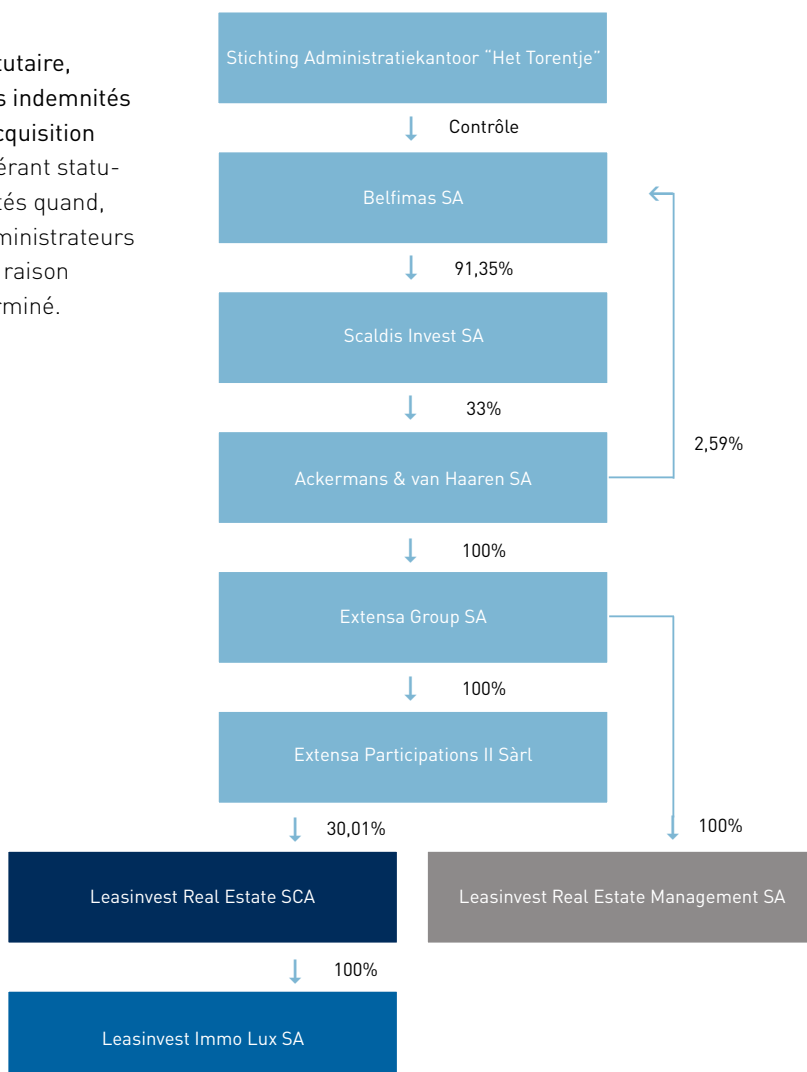 tutaire,
s indemnités
cquisition
érant statu-
tés quand,
ministrateurs
raison
rminé.
Stichting Administratiekantoor "Het Torentje"
Contrôle
Belfimas SA
91,35%
Scaldis Invest SA
33%
2,59%
Ackermans & van Haaren SA
100%
Extensa Group SA
100%
Extensa Participations II Sàrl
30,01%
100%
Leasinvest Real Estate SCA
Leasinvest Real Estate Management SA
100%
Leasinvest Immo Lux SA